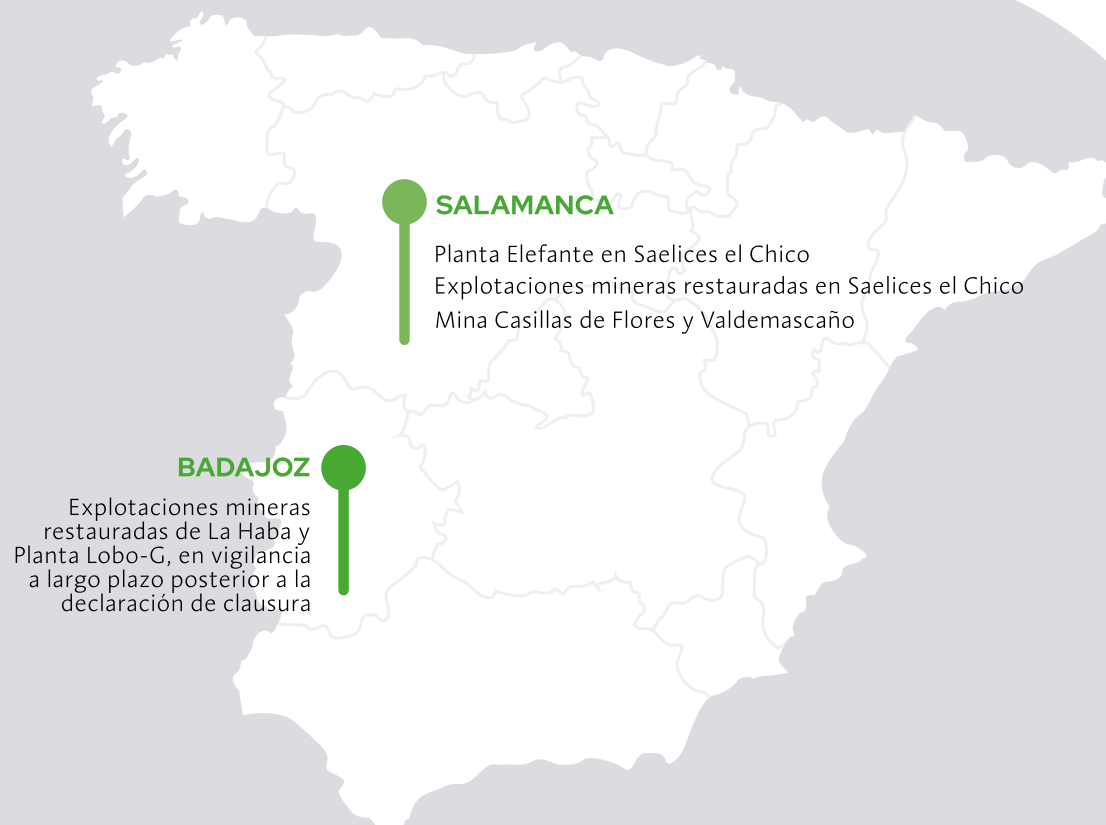 SALAMANCA
Planta Elefante en Saelices el Chico
Explotaciones mineras restauradas en Saelices el Chico
Mina Casillas de Flores y Valdemascaño
BADAJOZ
Explotaciones mineras
restauradas de La Haba y
Planta Lobo-G, en vigilancia
a largo plazo posterior a la
declaración de clausura